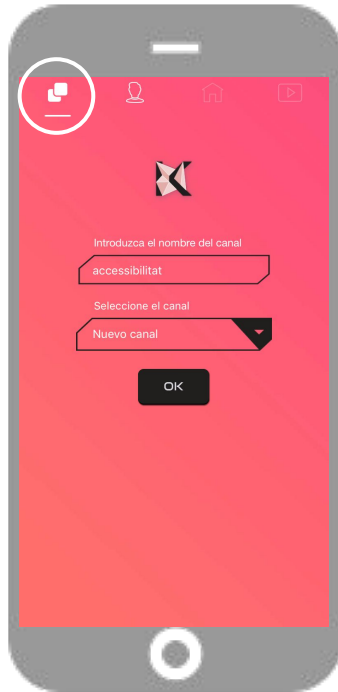 Introduzca el nombre del canal
accessibilitat
Seleccione el canal
Nuevo canal
OK